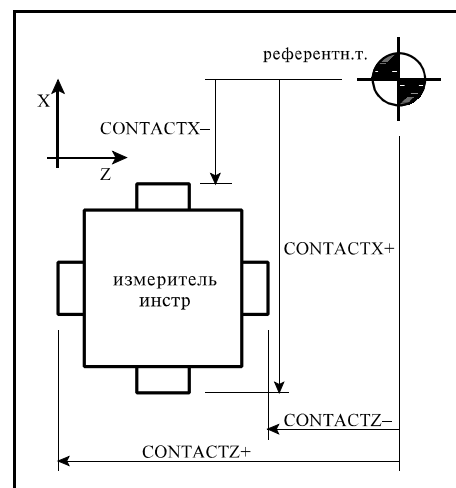 референтн.т.
X
CONTACTX–
Z
CONTACTX+
измеритель
инстр
CONTACTZ–
CONTACTZ+